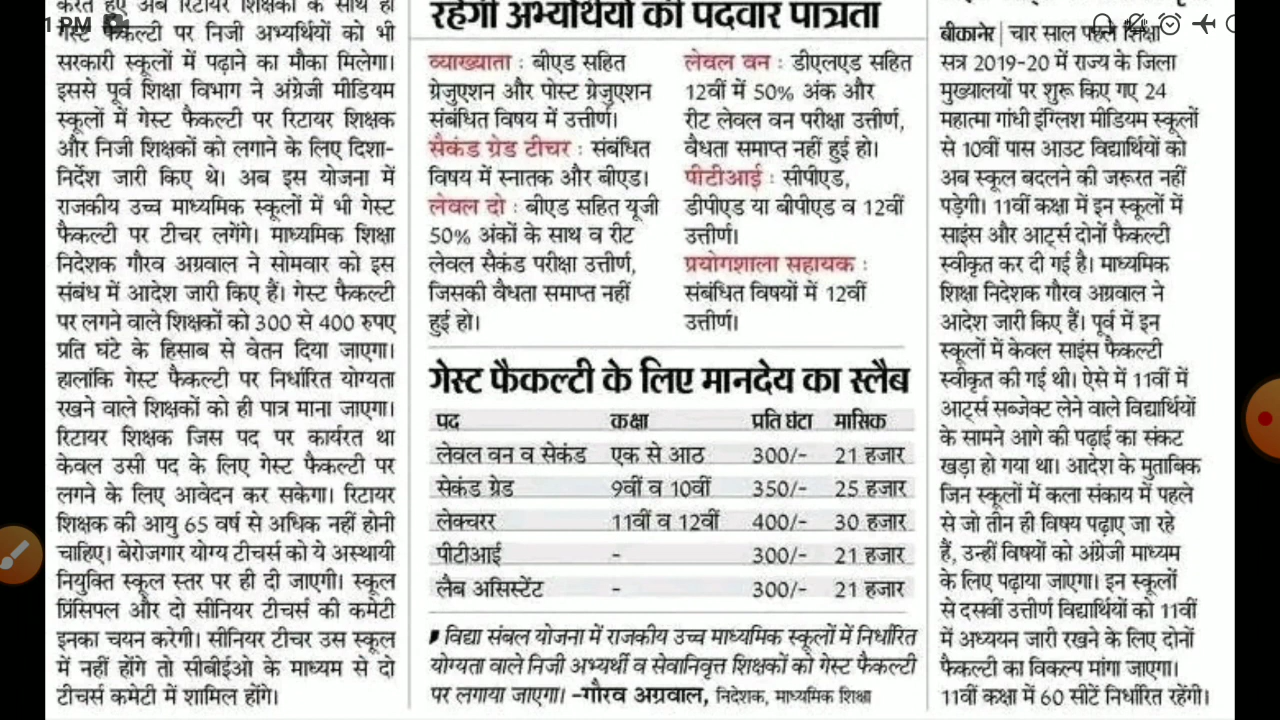 करते हुए अब रिटायर शिक्षकों के साथ ही
गेस्ट फैकल्टी पर निजी अभ्यर्थियों को भी
सरकारी स्कूलों में पढ़ाने का मौका मिलेगा।
इससे पूर्व शिक्षा विभाग ने अंग्रेजी मीडियम
स्कूलों में गेस्ट फैकल्टी पर रिटायर शिक्षक
और निजी शिक्षकों को लगाने के लिए दिशा-
निर्देश जारी किए थे। अब इस योजना में
राजकीय उच्च माध्यमिक स्कूलों में भी गेस्ट
फैकल्टी पर टीचर लगेंगे। माध्यमिक शिक्षा
निदेशक गौरव अग्रवाल ने सोमवार को इस
संबंध में आदेश जारी किए हैं। गेस्ट फैकल्टी
पर लगने वाले शिक्षकों को 300 से 400 रुपए
प्रति घंटे के हिसाब से वेतन दिया जाएगा।
हालांकि गेस्ट फैकल्टी पर निर्धारित योग्यता
रखने वाले शिक्षकों को ही पात्र माना जाएगा।
रिटायर शिक्षक जिस पद पर कार्यरत था
केवल उसी पद के लिए गेस्ट फैकल्टी पर
लगने के लिए आवेदन कर सकेगा। रिटायर
शिक्षक की आयु 65 वर्ष से अधिक नहीं होनी
चाहिए। बेरोजगार योग्य टीचर्स को ये अस्थायी
नियुक्ति स्कूल स्तर पर ही दी जाएगी। स्कूल
प्रिंसिपल और दो सीनियर टीचर्स की कमेटी
इनका चयन करेगी। सीनियर टीचर उस स्कूल
में नहीं होंगे तो सीबीईओ के माध्यम से दो
टीचर्स कमेटी में शामिल होंगे।
रहेगी अभ्यर्थियों की पदवार पात्रता
व्याख्याता : बीएड सहित
ग्रेजुएशन और पोस्ट ग्रेजुएशन
संबंधित विषय में उत्तीर्ण।
सैकंड ग्रेड टीचर : संबंधित
विषय में स्नातक और बीएड।
लेवल दो : बीएड सहित यूजी
50% अंकों के साथ व रीट
लेवल सैकंड परीक्षा उत्तीर्ण,
जिसकी वैधता समाप्त नहीं
हुई हो।
लेवल वन : डीएलएड सहित
12वीं में 50% अंक और
रीट लेवल वन परीक्षा उत्तीर्ण,
वैधता समाप्त नहीं हुई हो।
पीटीआई : सीपीएड,
डीपीएड या बीपीएड व 12वीं
उत्तीर्ण।
प्रयोगशाला सहायक :
संबंधित विषयों में 12वीं
उत्तीर्ण।
गेस्ट फैकल्टी के लिए मानदेय का स्लैब
पद कक्षा प्रति घंटा मासिक
लेवल वन व सेकंड एक से आठ 300/- 21 हजार
सेकंड ग्रेड 9वीं व 10वीं 350/- 25 हजार
लेक्चरर 11वीं व 12वीं 400/- 30 हजार
पीटीआई - 300/- 21 हजार
लैब असिस्टेंट - 300/- 21 हजार
विद्या संबल योजना में राजकीय उच्च माध्यमिक स्कूलों में निर्धारित
योग्यता वाले निजी अभ्यर्थी व सेवानिवृत्त शिक्षकों को गेस्ट फैकल्टी
पर लगाया जाएगा। -गौरव अग्रवाल, निदेशक, माध्यमिक शिक्षा
बीकानेर | चार साल पहले शिक्षा
सत्र 2019-20 में राज्य के जिला
मुख्यालयों पर शुरू किए गए 24
महात्मा गांधी इंग्लिश मीडियम स्कूलों
से 10वीं पास आउट विद्यार्थियों को
अब स्कूल बदलने की जरूरत नहीं
पड़ेगी। 11वीं कक्षा में इन स्कूलों में
साइंस और आर्ट्स दोनों फैकल्टी
स्वीकृत कर दी गई है। माध्यमिक
शिक्षा निदेशक गौरव अग्रवाल ने
आदेश जारी किए हैं। पूर्व में इन
स्कूलों में केवल साइंस फैकल्टी
स्वीकृत की गई थी। ऐसे में 11वीं में
आर्ट्स सब्जेक्ट लेने वाले विद्यार्थियों
के सामने आगे की पढ़ाई का संकट
खड़ा हो गया था। आदेश के मुताबिक
जिन स्कूलों में कला संकाय में पहले
से जो तीन ही विषय पढ़ाए जा रहे
हैं, उन्हीं विषयों को अंग्रेजी माध्यम
के लिए पढ़ाया जाएगा। इन स्कूलों
से दसवीं उत्तीर्ण विद्यार्थियों को 11वीं
में अध्ययन जारी रखने के लिए दोनों
फैकल्टी का विकल्प मांगा जाएगा।
11वीं कक्षा में 60 सीटें निर्धारित रहेंगी।